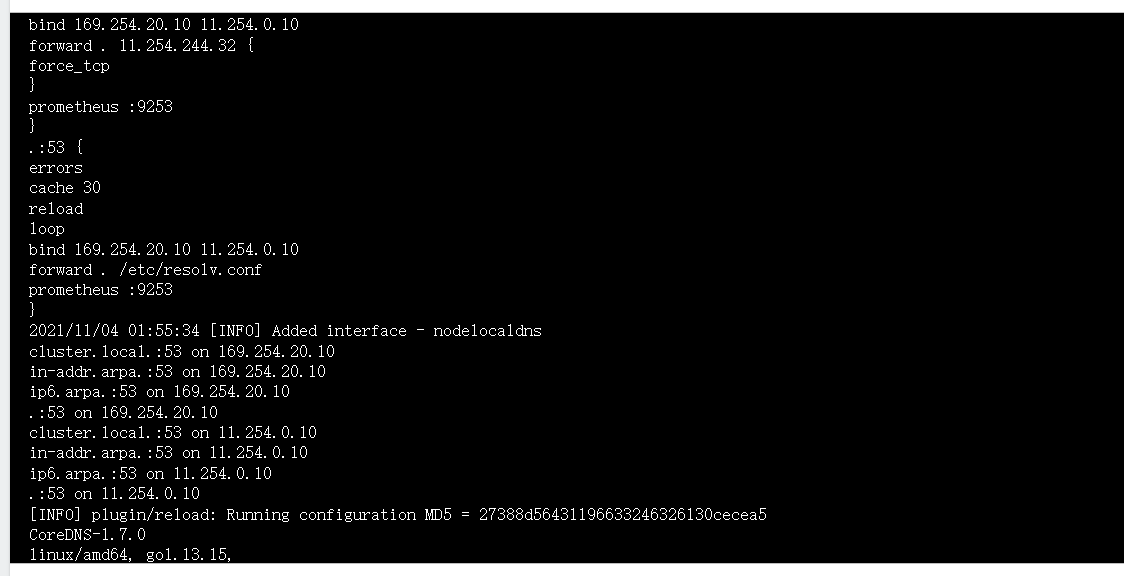 bind 169.254.20.10 11.254.0.10
forward . 11.254.244.32 {
force_tcp
}
prometheus :9253
}
.:53 {
errors
cache 30
reload
loop
bind 169.254.20.10 11.254.0.10
forward . /etc/resolv.conf
prometheus :9253
}
2021/11/04 01:55:34 [INFO] Added interface - nodelocaldns
cluster.local.:53 on 169.254.20.10
in-addr.arpa.:53 on 169.254.20.10
ip6.arpa.:53 on 169.254.20.10
.:53 on 169.254.20.10
cluster.local.:53 on 11.254.0.10
in-addr.arpa.:53 on 11.254.0.10
ip6.arpa.:53 on 11.254.0.10
.:53 on 11.254.0.10
[INFO] plugin/reload: Running configuration MD5 = 27388d56431196633246326130cecea5
CoreDNS-1.7.0
linux/amd64, go1.13.15,